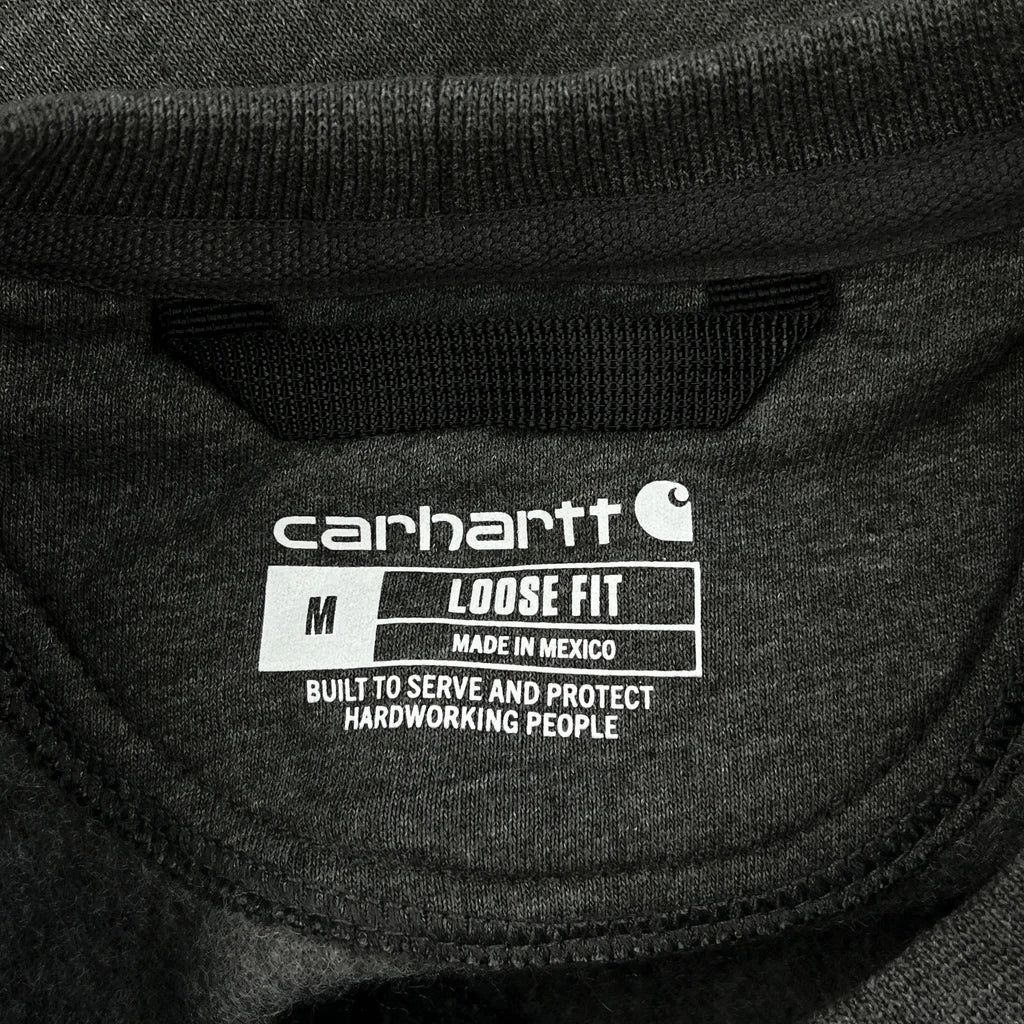 carhartt
M LOOSE FIT
MADE IN MEXICO
BUILT TO SERVE AND PROTECT
HARDWORKING PEOPLE